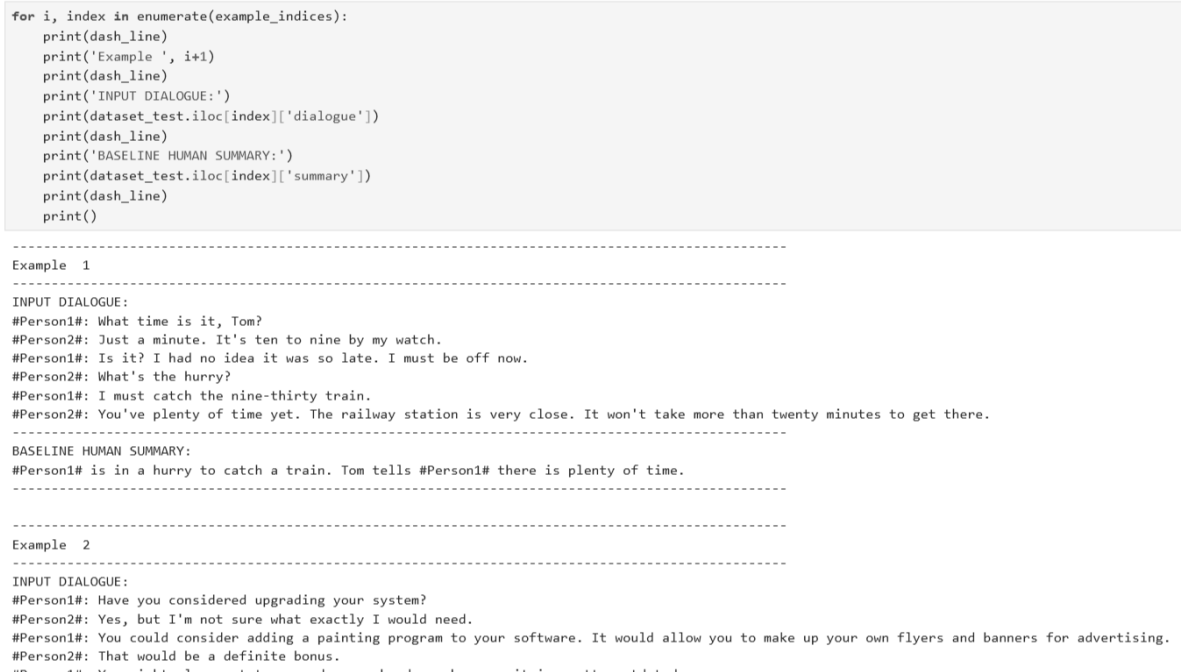 for i, index in enumerate(example_indices):
    print(dash_line)
    print('Example ', i+1)
    print(dash_line)
    print('INPUT DIALOGUE:')
    print(dataset_test.iloc[index]['dialogue'])
    print(dash_line)
    print('BASELINE HUMAN SUMMARY:')
    print(dataset_test.iloc[index]['summary'])
    print(dash_line)
    print()
---------------------------------------------------------------------------------------------------
Example  1
---------------------------------------------------------------------------------------------------
INPUT DIALOGUE:
#Person1#: What time is it, Tom?
#Person2#: Just a minute. It's ten to nine by my watch.
#Person1#: Is it? I had no idea it was so late. I must be off now.
#Person2#: What's the hurry?
#Person1#: I must catch the nine-thirty train.
#Person2#: You've plenty of time yet. The railway station is very close. It won't take more than twenty minutes to get there.
---------------------------------------------------------------------------------------------------
BASELINE HUMAN SUMMARY:
#Person1# is in a hurry to catch a train. Tom tells #Person1# there is plenty of time.
---------------------------------------------------------------------------------------------------
---------------------------------------------------------------------------------------------------
Example  2
---------------------------------------------------------------------------------------------------
INPUT DIALOGUE:
#Person1#: Have you considered upgrading your system?
#Person2#: Yes, but I'm not sure what exactly I would need.
#Person1#: You could consider adding a painting program to your software. It would allow you to make up your own flyers and banners for advertising.
#Person2#: That would be a definite bonus.